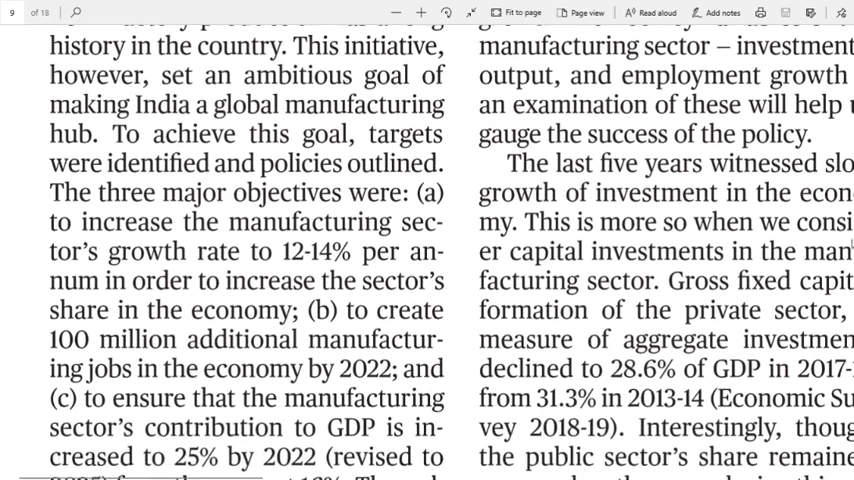 9 of 18 Fit to page Page view Read aloud Add notes
history in the country. This initiative,
however, set an ambitious goal of
making India a global manufacturing
hub. To achieve this goal, targets
were identified and policies outlined.
The three major objectives were: (a)
to increase the manufacturing sec-
tor's growth rate to 12-14% per an-
num in order to increase the sector's
share in the economy; (b) to create
100 million additional manufactur-
ing jobs in the economy by 2022; and
(c) to ensure that the manufacturing
sector's contribution to GDP is in-
creased to 25% by 2022 (revised to
manufacturing sector – investment
output, and employment growth
an examination of these will help u
gauge the success of the policy.
The last five years witnessed slo
growth of investment in the econ
my. This is more so when we consi
er capital investments in the man
facturing sector. Gross fixed capit
formation of the private sector,
measure of aggregate investmen
declined to 28.6% of GDP in 2017-
from 31.3% in 2013-14 (Economic Su
vey 2018-19). Interestingly, thoug
the public sector's share remaine